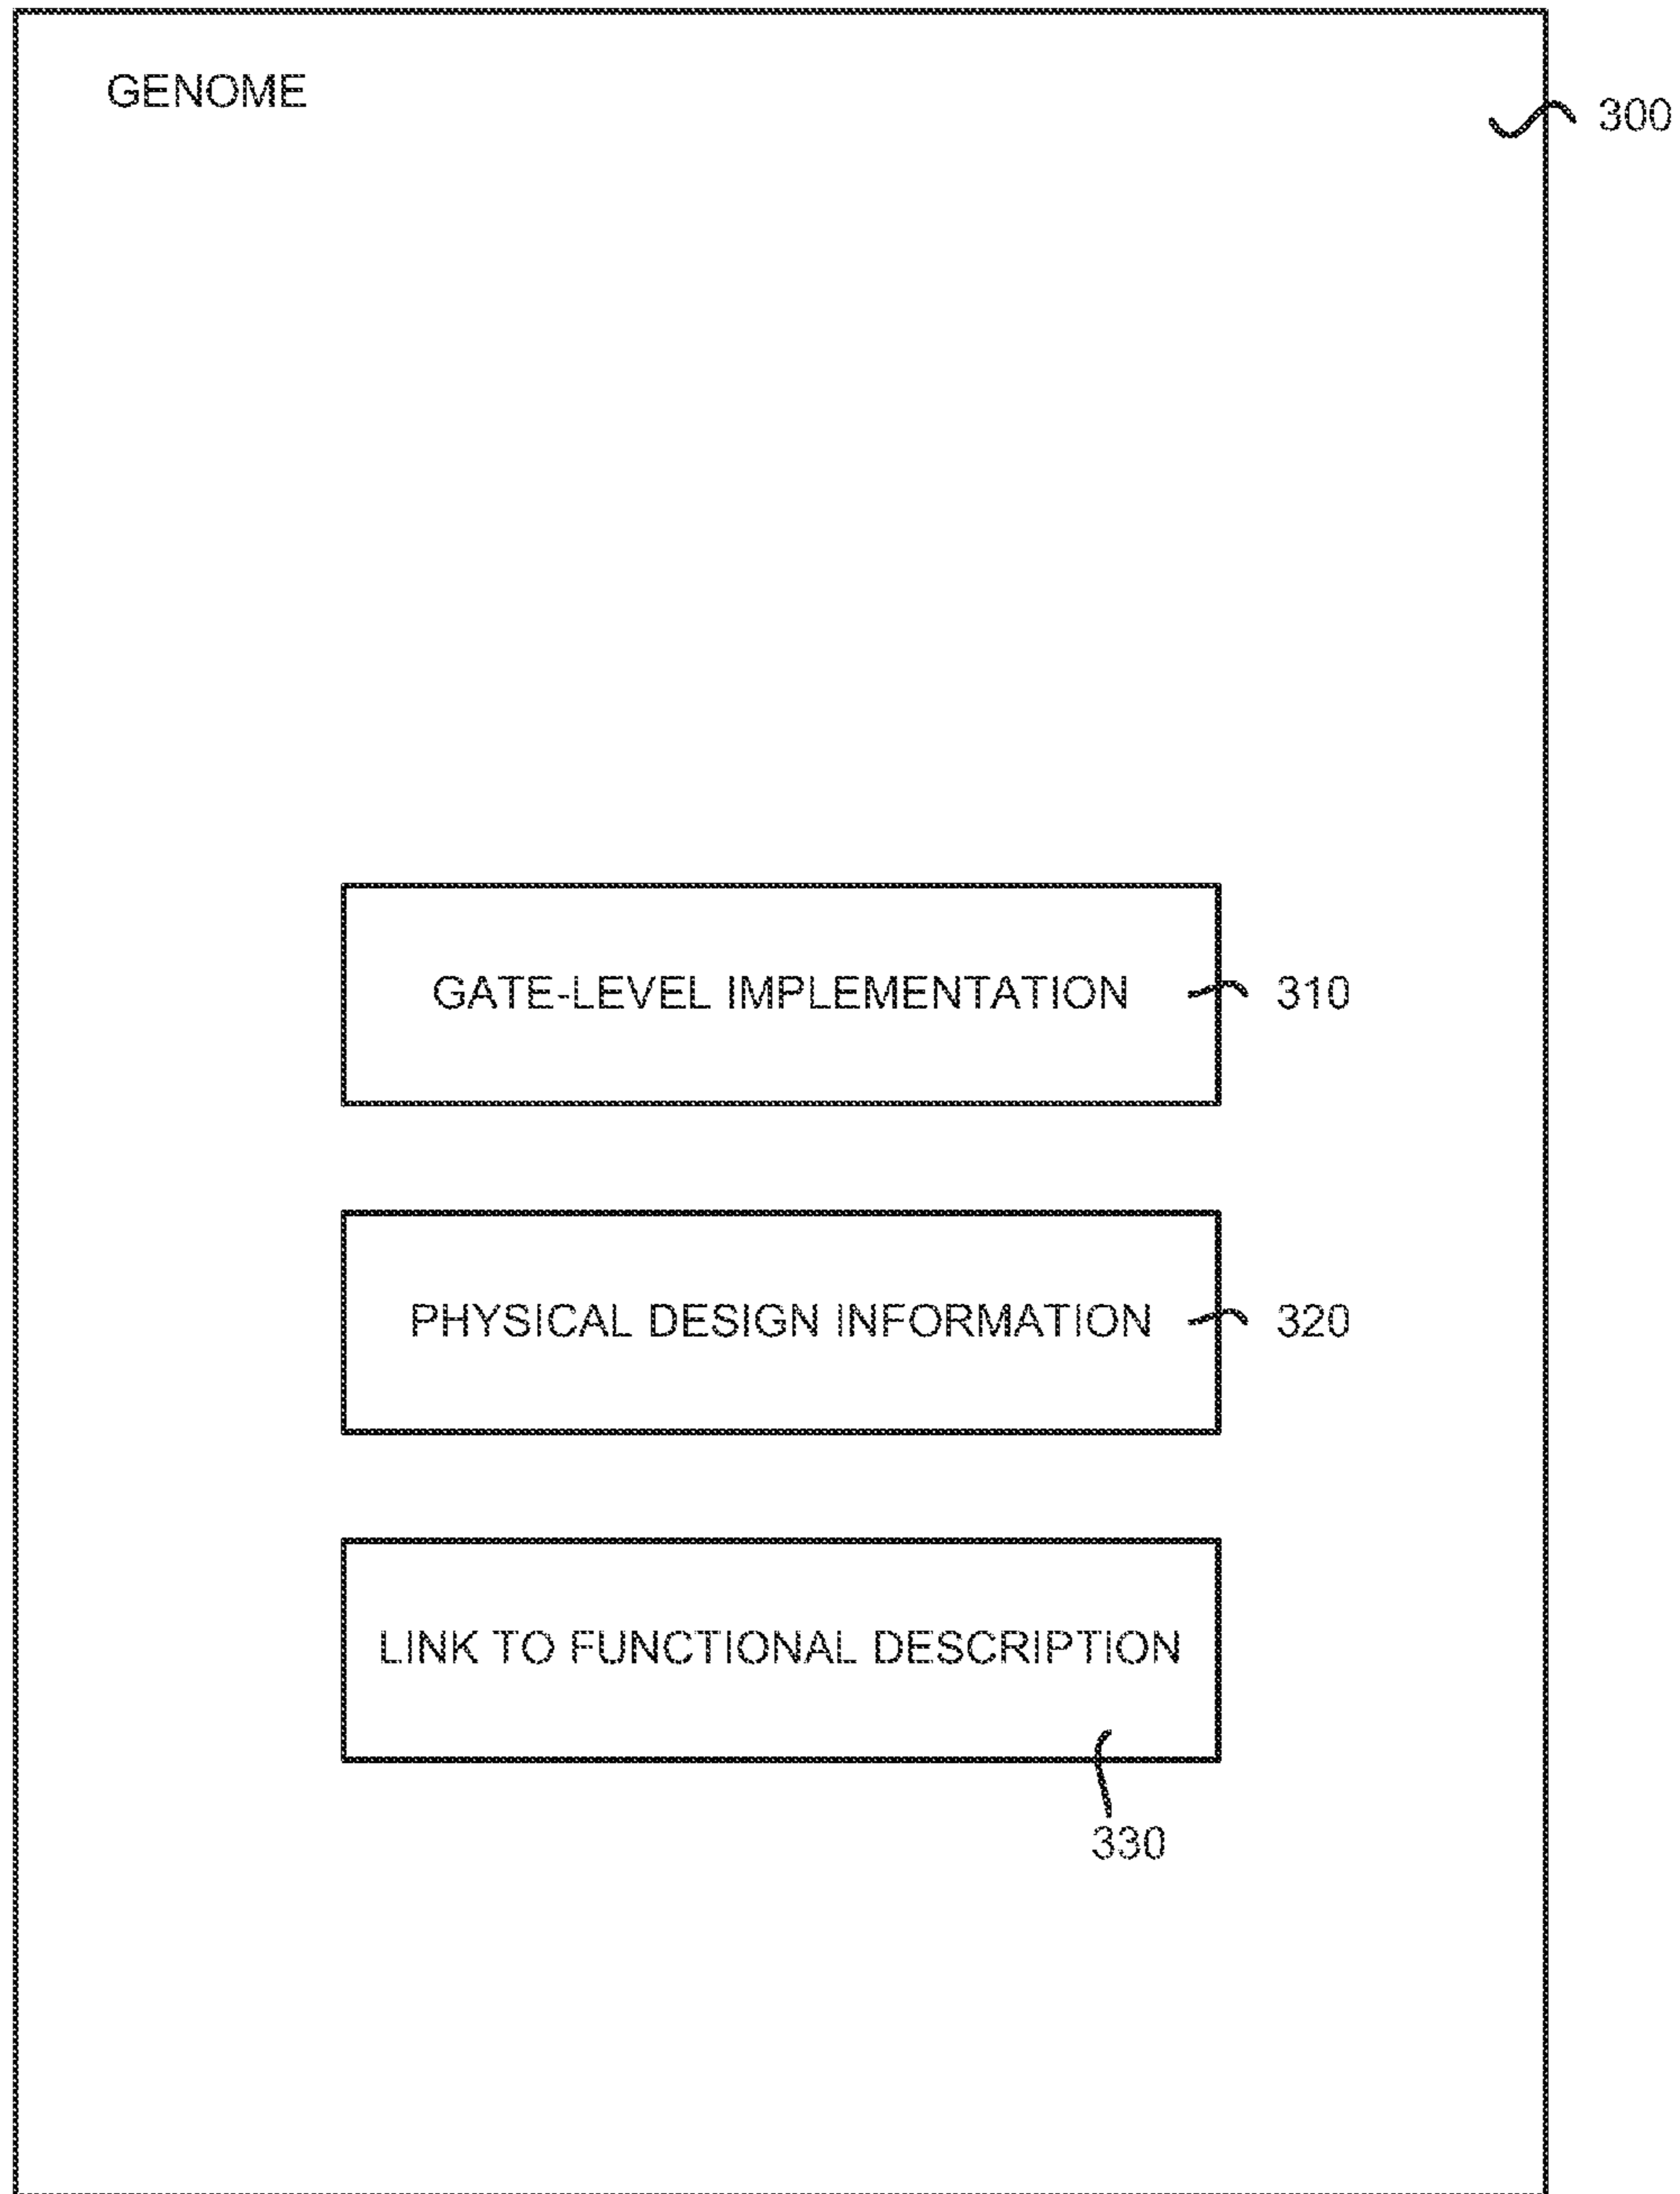 GENOME
300
GATE-LEVEL IMPLEMENTATION 310
PHYSICAL DESIGN INFORMATION 320
LINK TO FUNCTIONAL DESCRIPTION
330